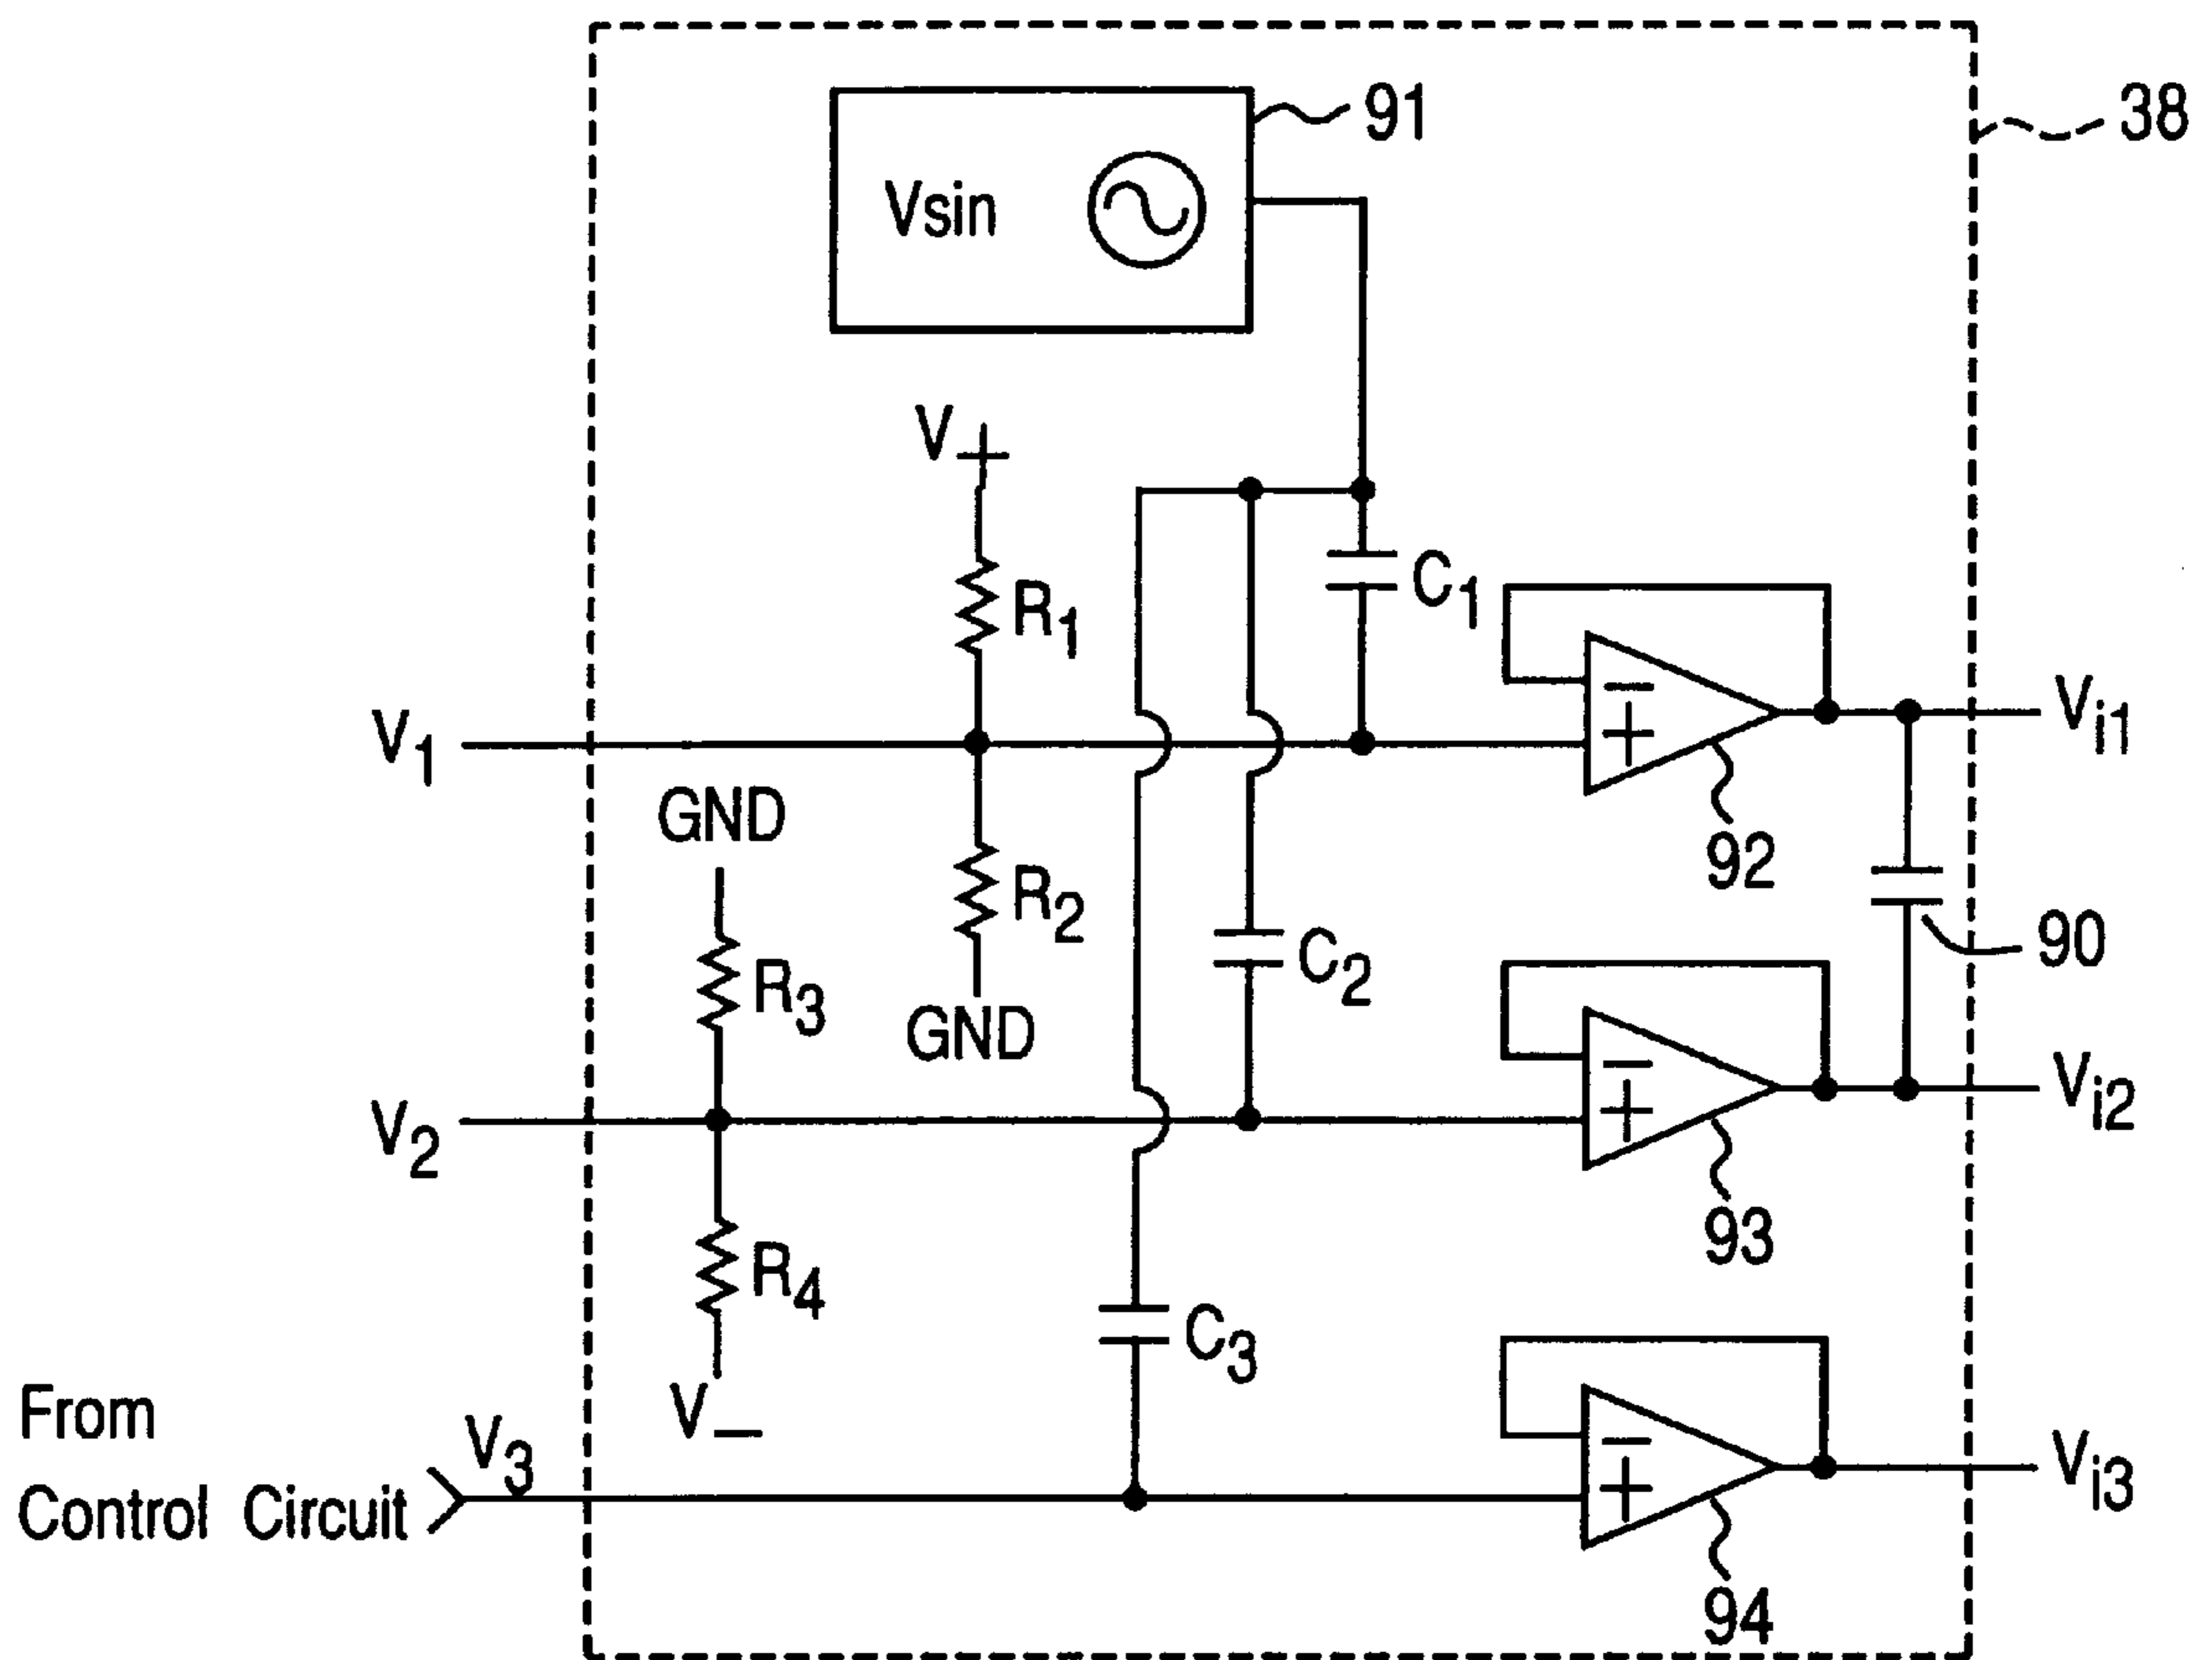 91
38
Vsin
V+
R1
C1
V1
Vi1
GND
92
R2
90
R3
C2
GND
V2
Vi2
93
R4
C3
V−
From
Control Circuit
V3
Vi3
94